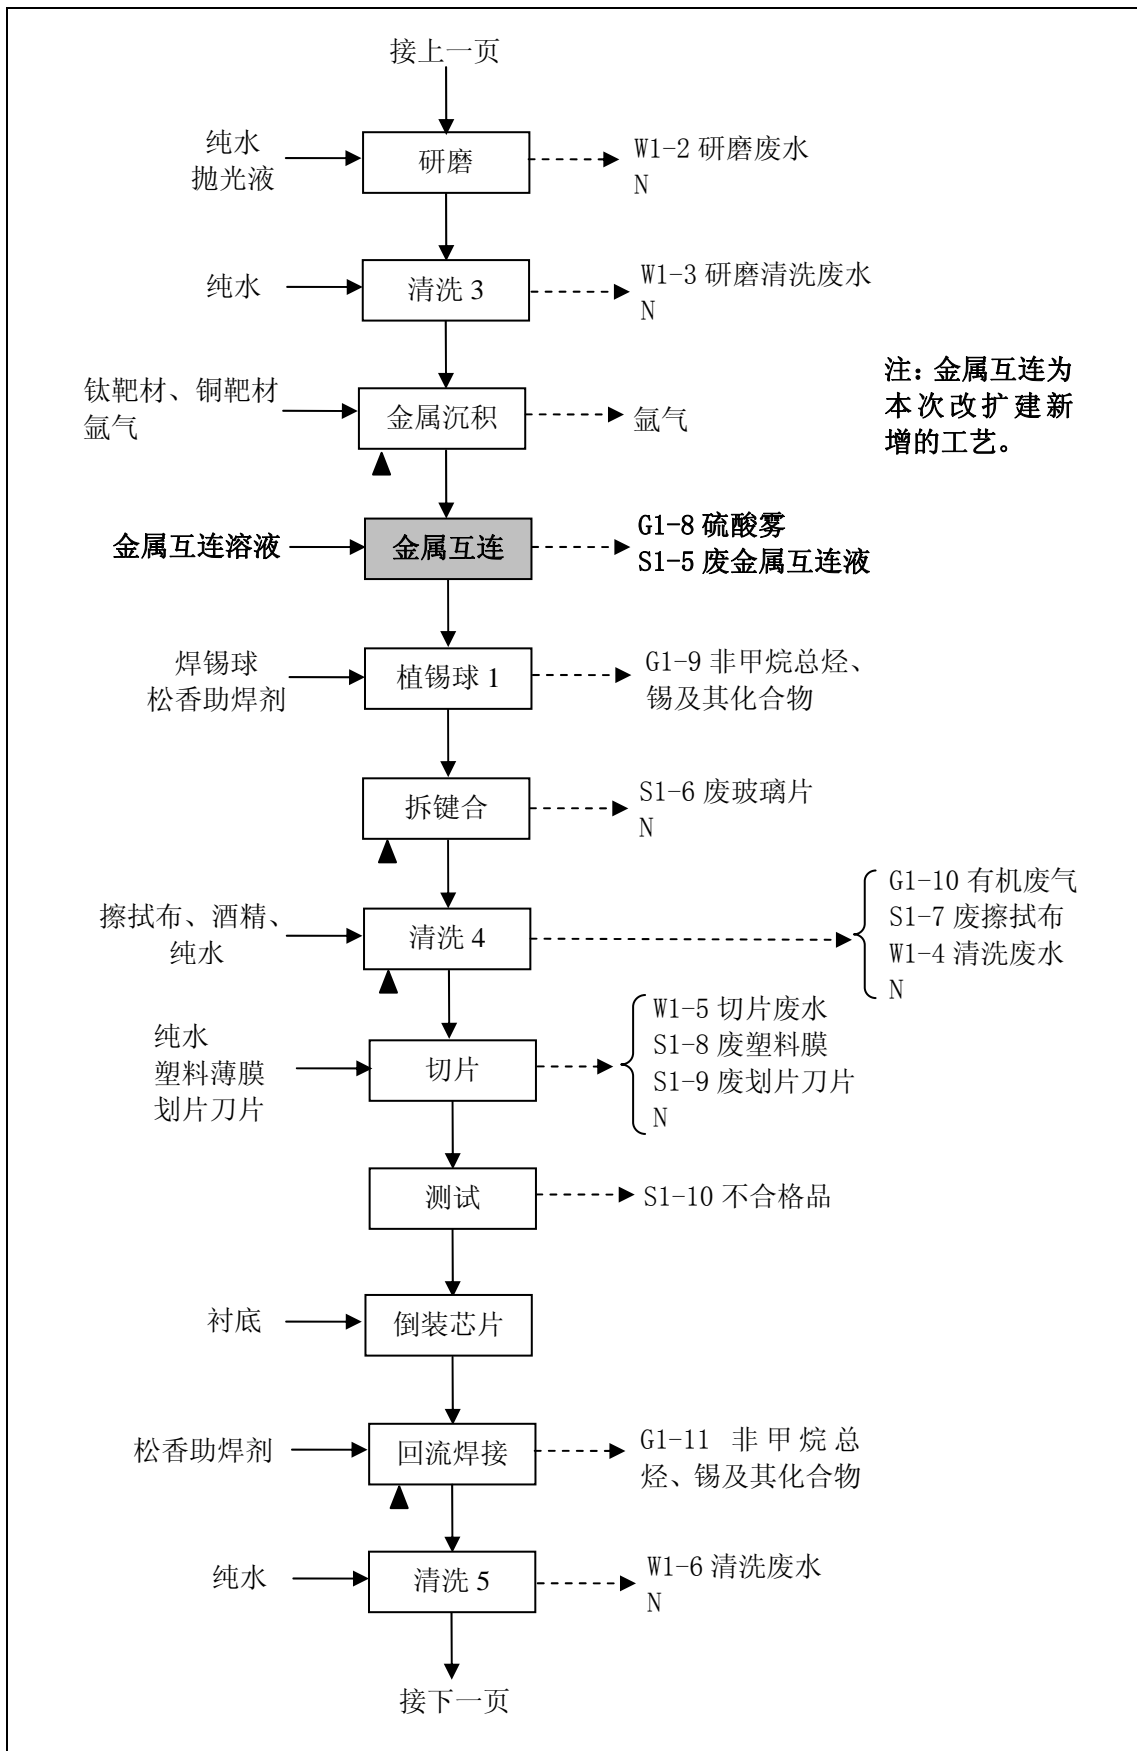 接上一页
纯水
抛光液
研磨
W1-2 研磨废水
N
纯水
清洗 3
W1-3 研磨清洗废水
N
钛靶材、铜靶材
氩气
金属沉积
氩气
注：金属互连为
本次改扩建新
增的工艺。
金属互连溶液
金属互连
G1-8 硫酸雾
S1-5 废金属互连液
焊锡球
松香助焊剂
植锡球 1
G1-9 非甲烷总烃、
锡及其化合物
拆键合
S1-6 废玻璃片
N
擦拭布、酒精、
纯水
清洗 4
G1-10 有机废气
S1-7 废擦拭布
W1-4 清洗废水
N
纯水
塑料薄膜
划片刀片
切片
W1-5 切片废水
S1-8 废塑料膜
S1-9 废划片刀片
N
测试
S1-10 不合格品
衬底
倒装芯片
松香助焊剂
回流焊接
G1-11 非甲烷总
烃、锡及其化合物
纯水
清洗 5
W1-6 清洗废水
N
接下一页